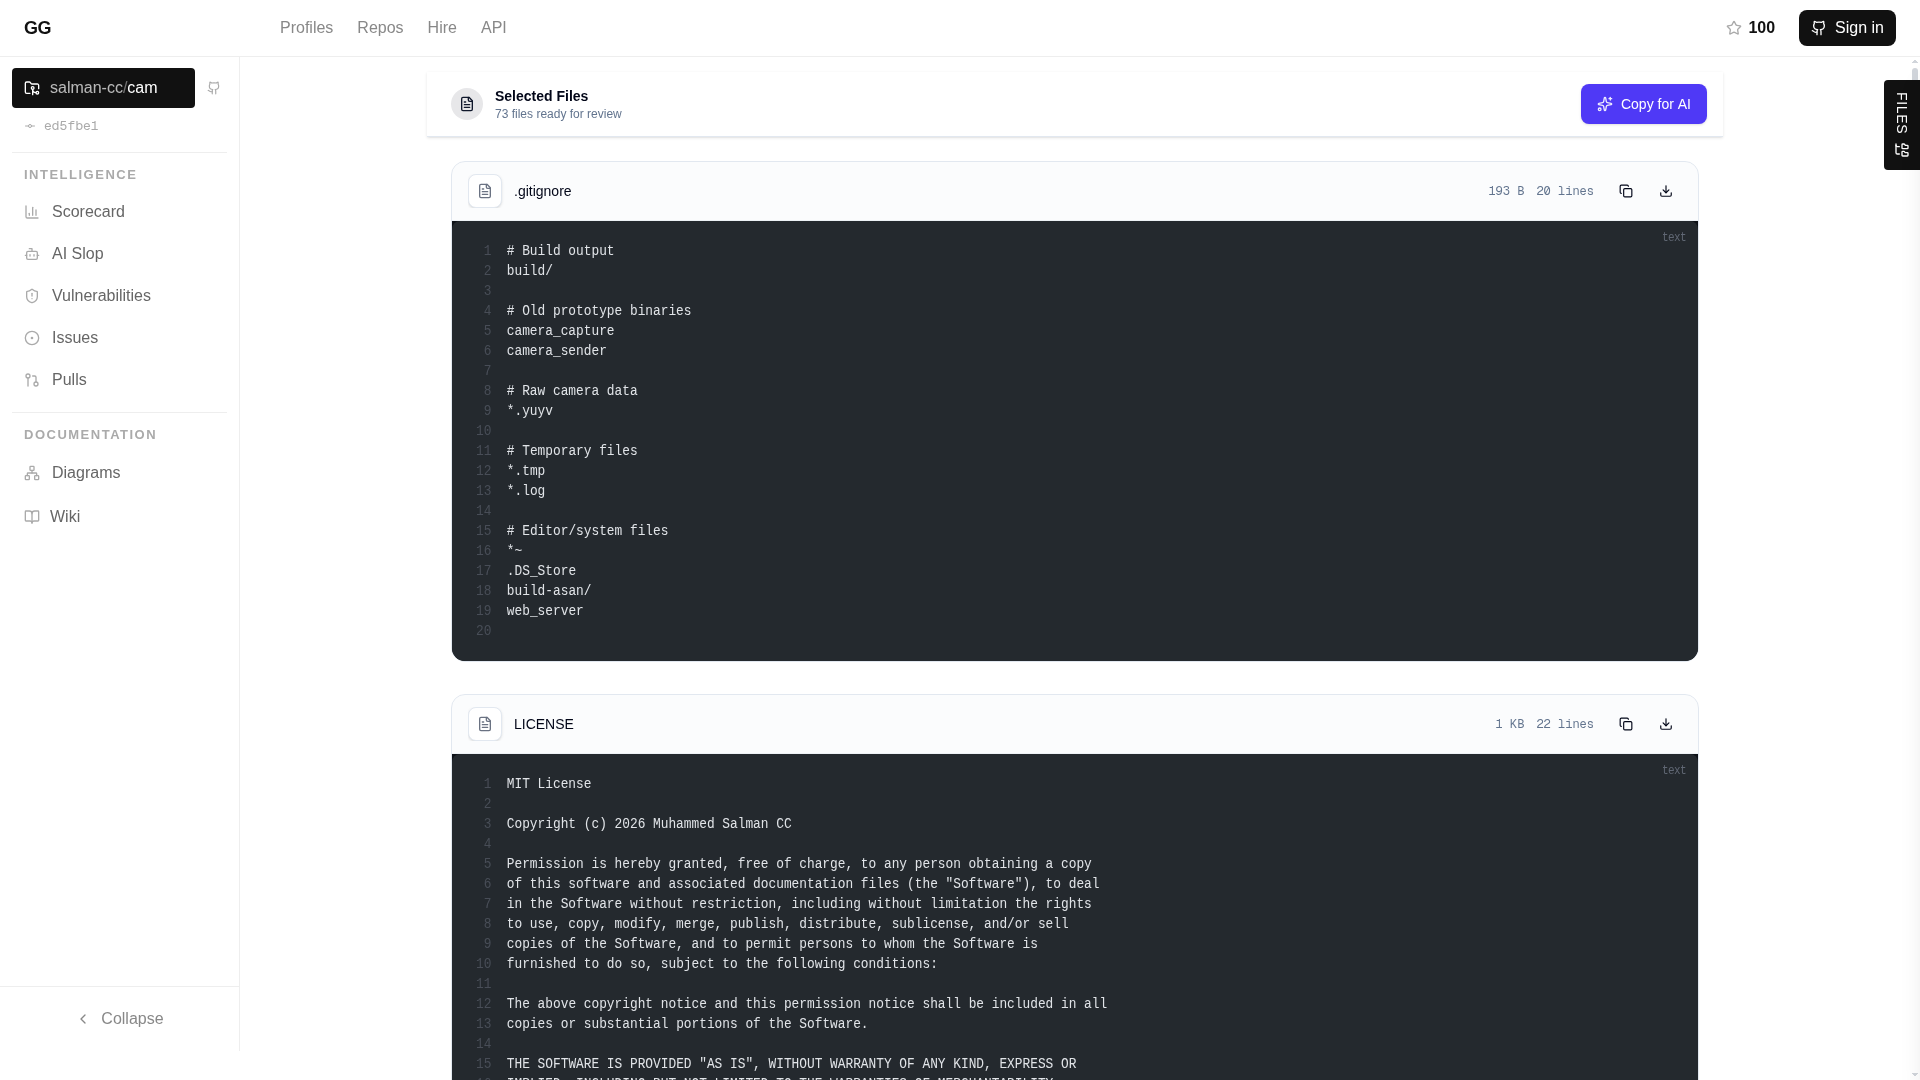 GG
Profiles
Repos
Hire
API
100
Sign in
salman-cc/cam
ed5fbe1
INTELLIGENCE
Scorecard
AI Slop
Vulnerabilities
Issues
Pulls
DOCUMENTATION
Diagrams
Wiki
Collapse
Selected Files
73 files ready for review
Copy for AI
FILES
.gitignore
193 B 20 lines
text
1 # Build output
2 build/
3
4 # Old prototype binaries
5 camera_capture
6 camera_sender
7
8 # Raw camera data
9 *.yuyv
10
11 # Temporary files
12 *.tmp
13 *.log
14
15 # Editor/system files
16 *~
17 .DS_Store
18 build-asan/
19 web_server
20
LICENSE
1 KB 22 lines
text
1 MIT License
2
3 Copyright (c) 2026 Muhammed Salman CC
4
5 Permission is hereby granted, free of charge, to any person obtaining a copy
6 of this software and associated documentation files (the "Software"), to deal
7 in the Software without restriction, including without limitation the rights
8 to use, copy, modify, merge, publish, distribute, sublicense, and/or sell
9 copies of the Software, and to permit persons to whom the Software is
10 furnished to do so, subject to the following conditions:
11
12 The above copyright notice and this permission notice shall be included in all
13 copies or substantial portions of the Software.
14
15 THE SOFTWARE IS PROVIDED "AS IS", WITHOUT WARRANTY OF ANY KIND, EXPRESS OR